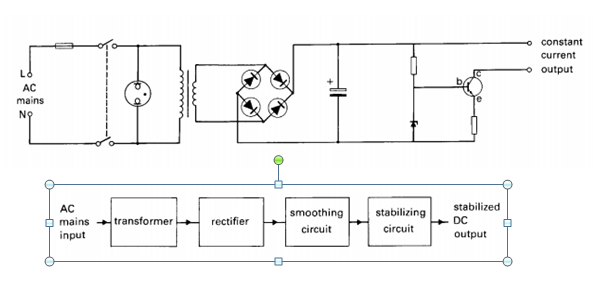 constant
current
output
L
AC
mains
N
+
b
c
e
AC
mains
input
transformer
rectifier
smoothing
circuit
stabilizing
circuit
stabilized
DC
output